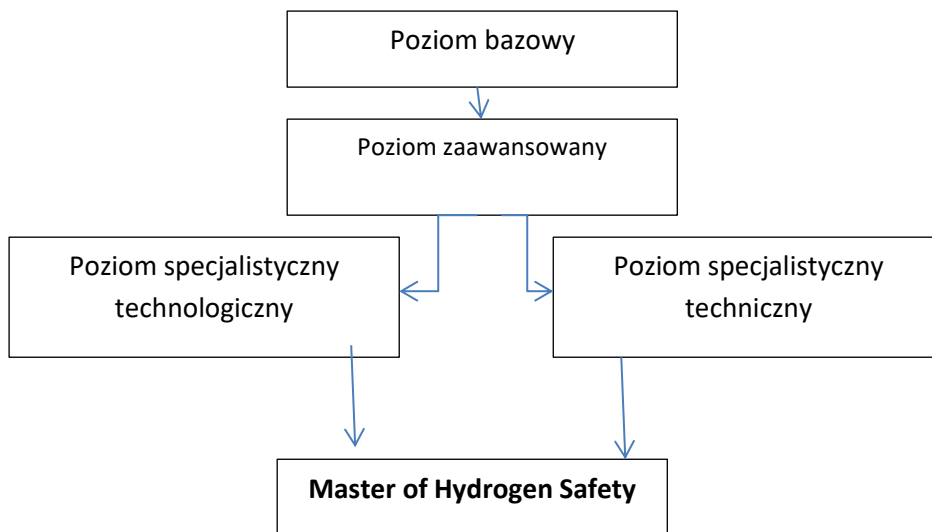 Poziom bazowy
Poziom zaawansowany
Poziom specjalistyczny
technologiczny
Poziom specjalistyczny
techniczny
Master of Hydrogen Safety